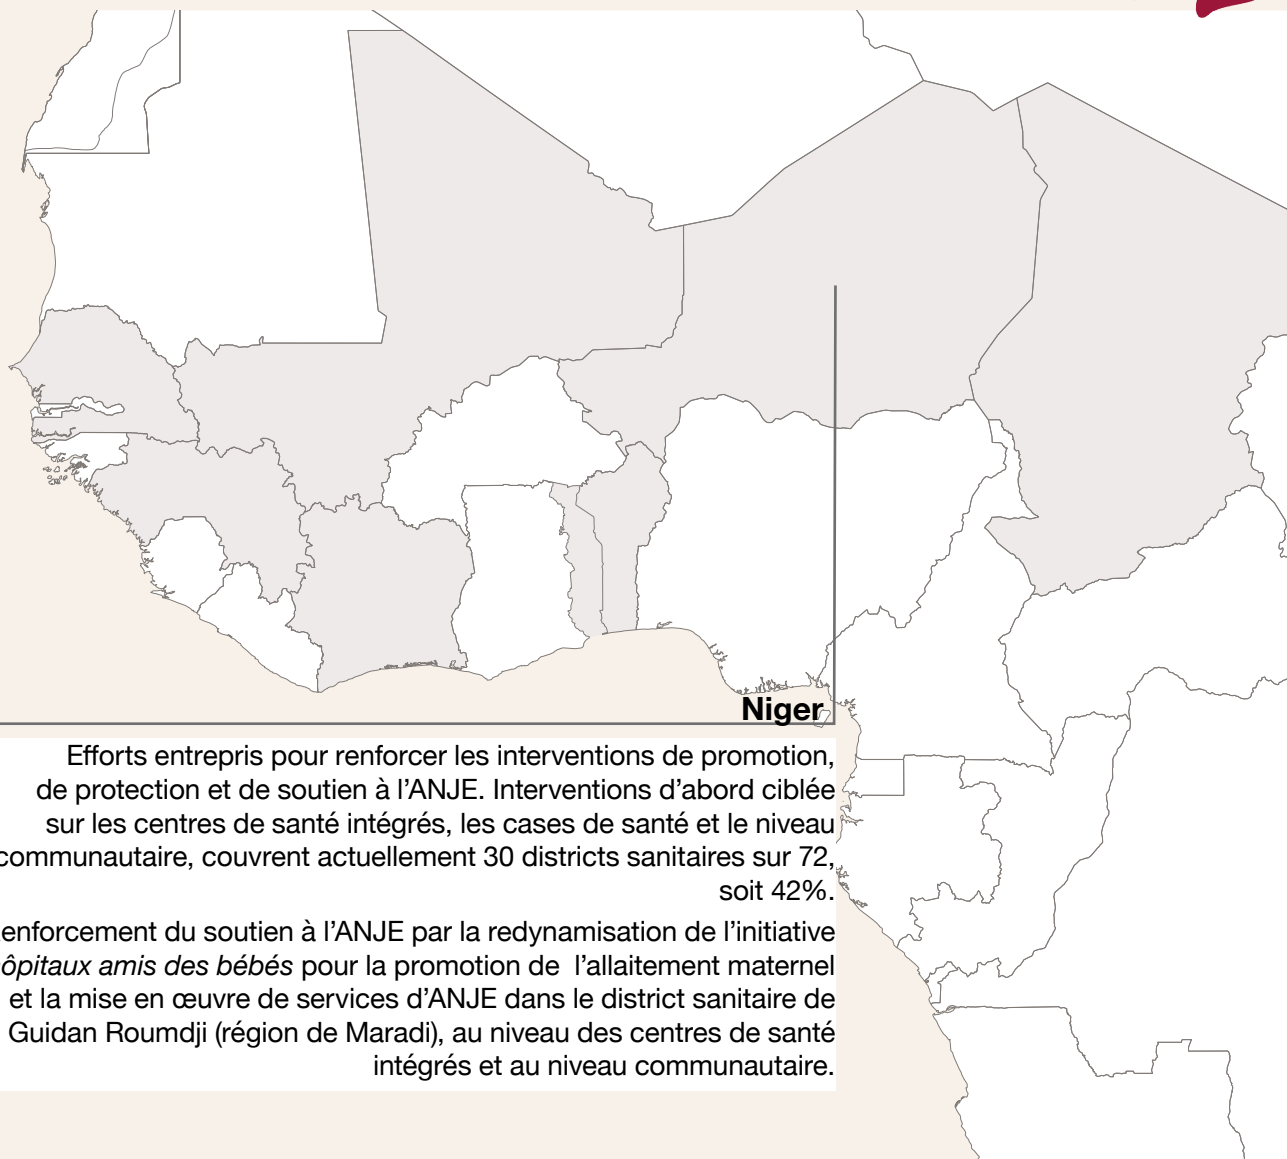 Niger
Efforts entrepris pour renforcer les interventions de promotion,
de protection et de soutien à l'ANJE. Interventions d'abord ciblée
sur les centres de santé intégrés, les cases de santé et le niveau
communautaire, couvrent actuellement 30 districts sanitaires sur 72,
soit 42%.
enforcement du soutien à l'ANJE par la redynamisation de l'initiative
ôpitaux amis des bébés pour la promotion de l'allaitement maternel
et la mise en œuvre de services d'ANJE dans le district sanitaire de
Guidan Roumdji (région de Maradi), au niveau des centres de santé
intégrés et au niveau communautaire.